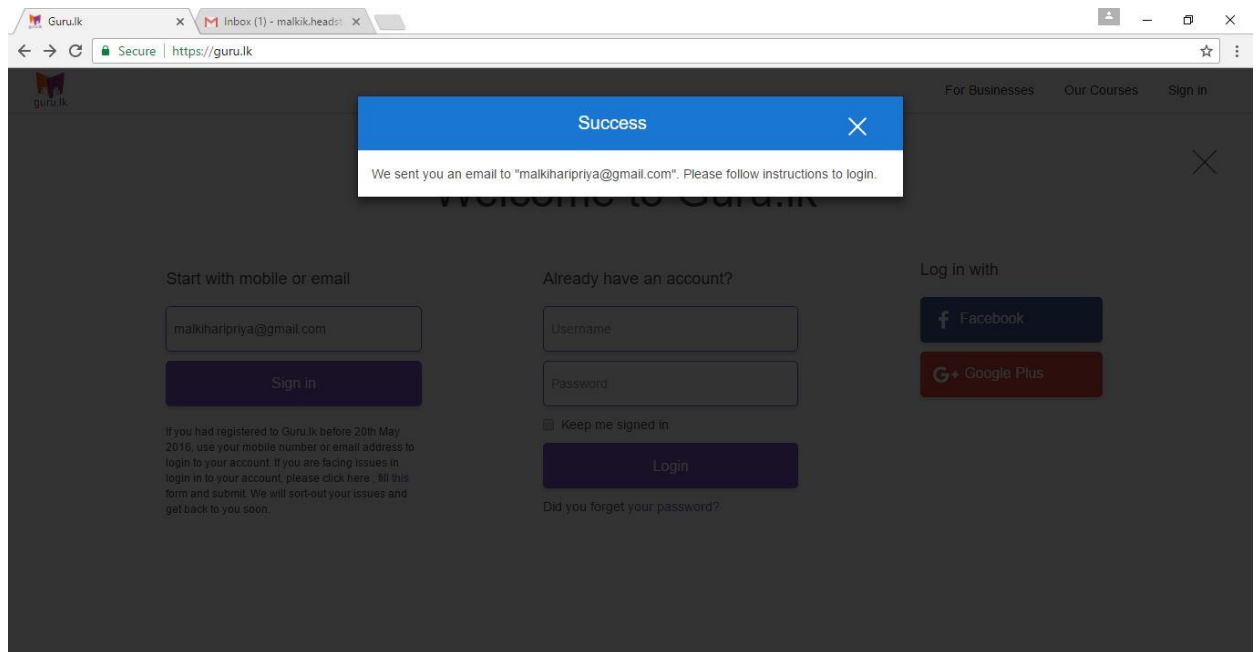 Guru.lk
Inbox (1) - malkik.headst
Secure | https://guru.lk
guru.lk
For Businesses
Our Courses
Sign in
Success
We sent you an email to "malkiharipriya@gmail.com". Please follow instructions to login.
Welcome to Guru.lk
Start with mobile or email
malkiharipriya@gmail.com
Sign in
If you had registered to Guru.lk before 20th May
2016, use your mobile number or email address to
login to your account. If you are facing issues in
login in to your account, please click here , fill this
form and submit. We will sort-out your issues and
get back to you soon.
Already have an account?
Username
Password
Keep me signed in
Login
Did you forget your password?
Log in with
f Facebook
G+ Google Plus